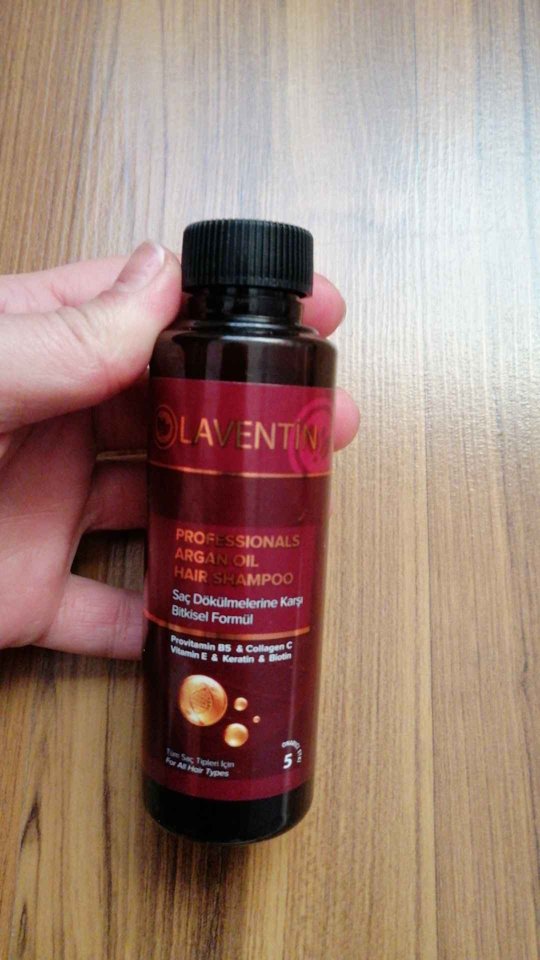 LAVENTİN
PROFESSIONALS
ARGAN OIL
HAIR SHAMPOO
Saç Dökülmelerine Karşı
Bitkisel Formül
Provitamin B5 & Collagen C
Vitamin E & Keratin & Biotin
Tüm Saç Tipleri İçin
For All Hair Types
5